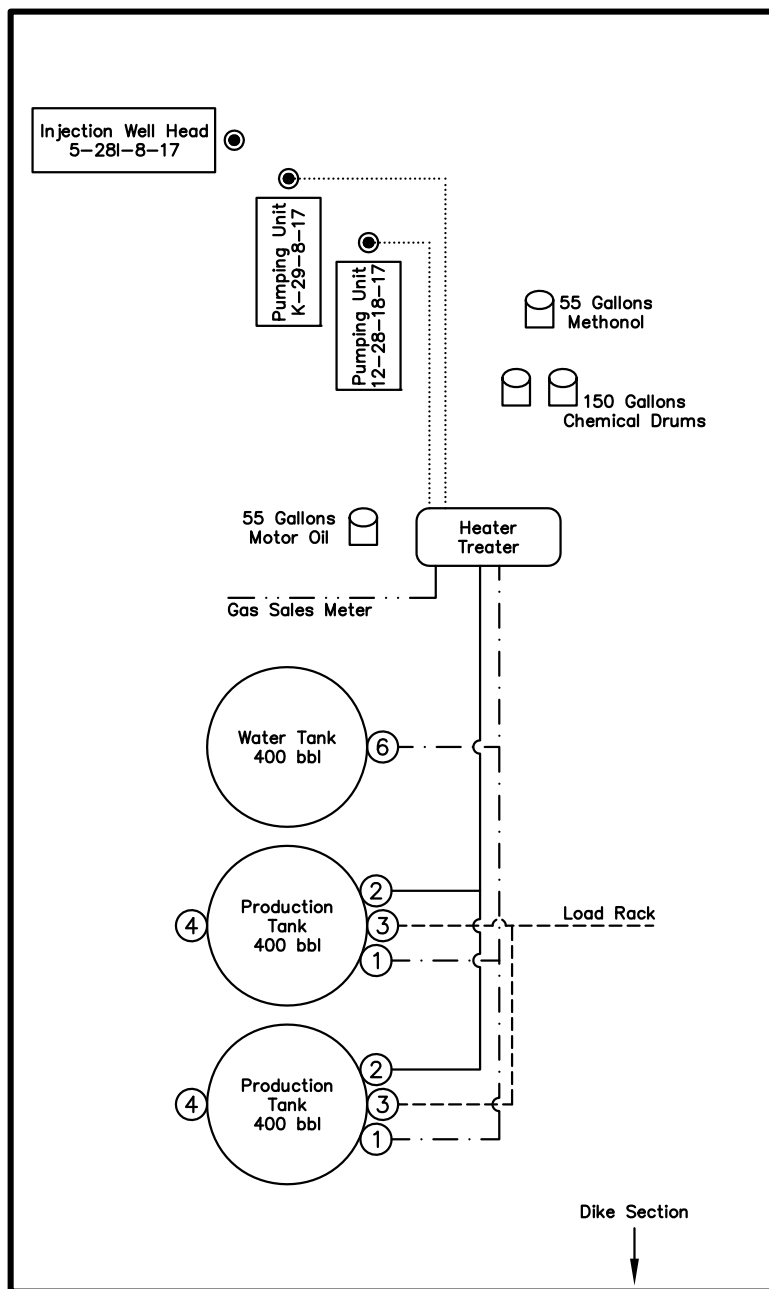 Injection Well Head
5-28I-8-17
Pumping Unit
K-29-8-17
Pumping Unit
12-28-18-17
55 Gallons
Methonol
150 Gallons
Chemical Drums
55 Gallons
Motor Oil
Heater
Treater
Gas Sales Meter
Water Tank
400 bbl
6
Production
Tank
400 bbl
2
3
1
4
Load Rack
Production
Tank
400 bbl
2
3
1
4
Dike Section